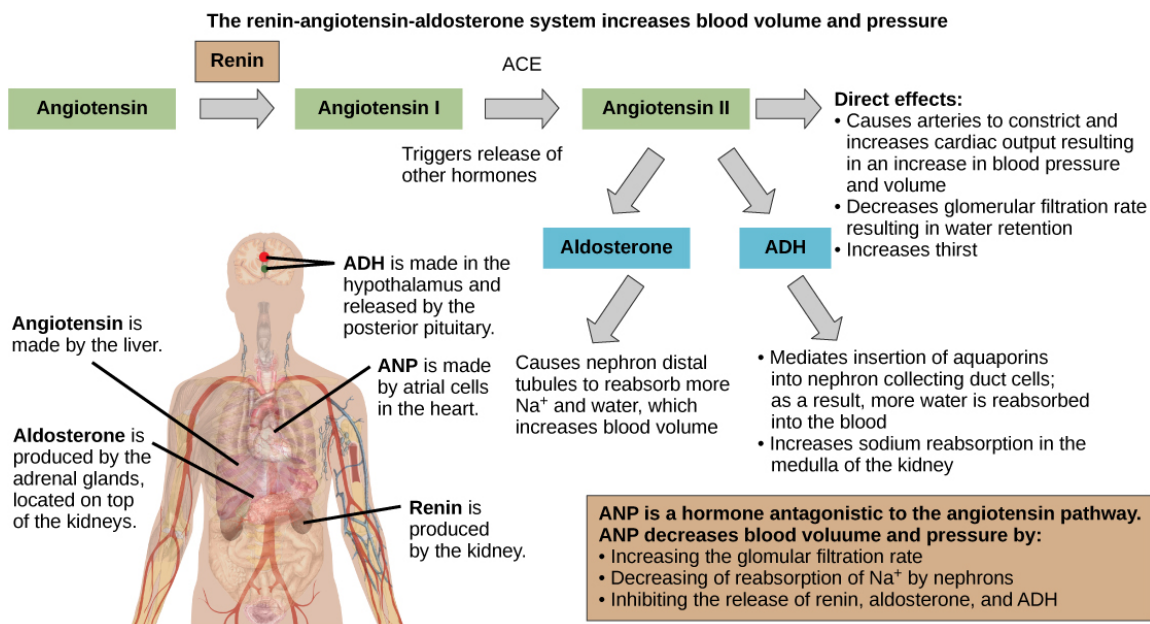 The renin-angiotensin-aldosterone system increases blood volume and pressure
Renin
ACE
Angiotensin
Angiotensin I
Angiotensin II
Triggers release of
other hormones
Direct effects:
• Causes arteries to constrict and
increases cardiac output resulting
in an increase in blood pressure
and volume
• Decreases glomerular filtration rate
resulting in water retention
• Increases thirst
Aldosterone
ADH
Causes nephron distal
tubules to reabsorb more
Na⁺ and water, which
increases blood volume
• Mediates insertion of aquaporins
into nephron collecting duct cells;
as a result, more water is reabsorbed
into the blood
• Increases sodium reabsorption in the
medulla of the kidney
ADH is made in the
hypothalamus and
released by the
posterior pituitary.
Angiotensin is
made by the liver.
ANP is made
by atrial cells
in the heart.
Aldosterone is
produced by the
adrenal glands,
located on top
of the kidneys.
Renin is
produced
by the kidney.
ANP is a hormone antagonistic to the angiotensin pathway.
ANP decreases blood voluume and pressure by:
• Increasing the glomular filtration rate
• Decreasing of reabsorption of Na⁺ by nephrons
• Inhibiting the release of renin, aldosterone, and ADH